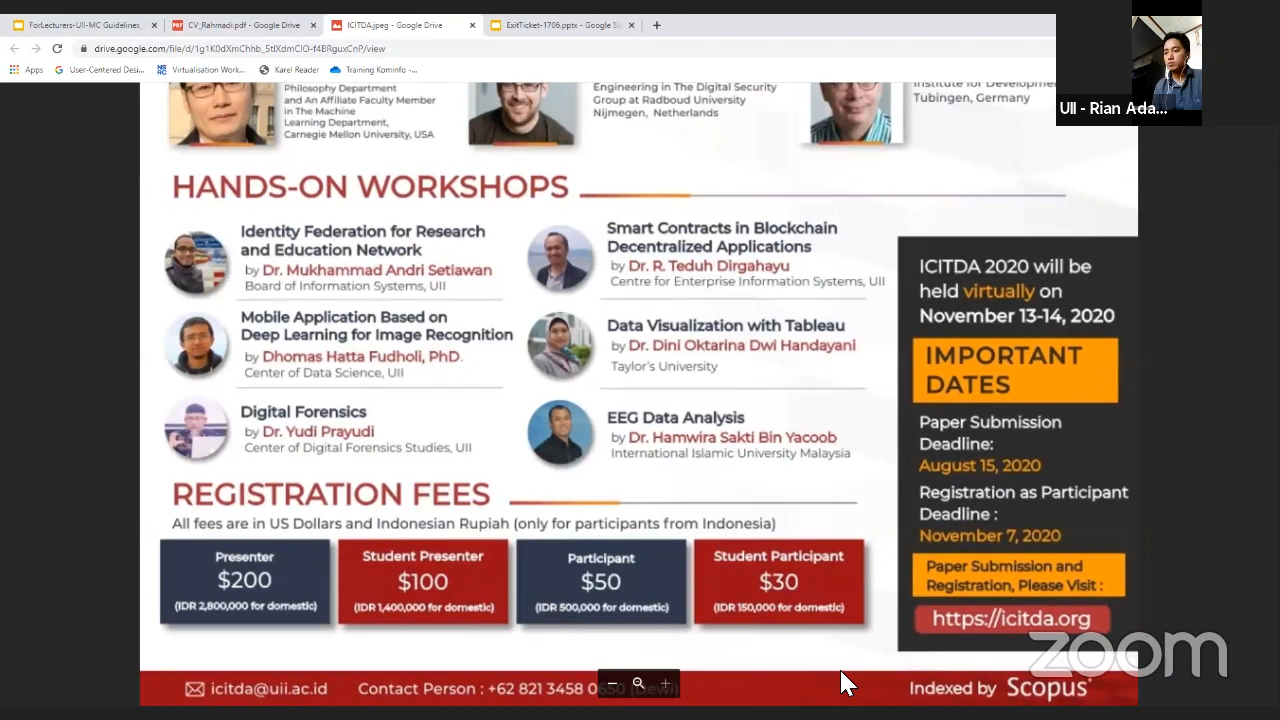 ForLecturers-UII-MC Guidelines_
CV_Rahmadi.pdf - Google Drive
ICITDA.jpeg - Google Drive
ExitTicket-1706.pptx - Google Sl
drive.google.com/file/d/1g1K0dXmChhb_5tIXdmCIO-f4BRguxCnP/view
Apps
User-Centered Desi...
Virtualisation Work...
Karel Reader
Training Kominfo -...
UII - Rian Ada...
Philosophy Department
and An Affiliate Faculty Member
in The Machine
Learning Department,
Carnegie Mellon University, USA
Engineering in The Digital Security
Group at Radboud University
Nijmegen, Netherlands
Institute for Development
Tubingen, Germany
HANDS-ON WORKSHOPS
Identity Federation for Research
and Education Network
by Dr. Mukhammad Andri Setiawan
Board of Information Systems, UII
Mobile Application Based on
Deep Learning for Image Recognition
by Dhomas Hatta Fudholi, PhD.
Center of Data Science, UII
Digital Forensics
by Dr. Yudi Prayudi
Center of Digital Forensics Studies, UII
Smart Contracts in Blockchain
Decentralized Applications
by Dr. R. Teduh Dirgahayu
Centre for Enterprise Information Systems, UII
Data Visualization with Tableau
by Dr. Dini Oktarina Dwi Handayani
Taylor's University
EEG Data Analysis
by Dr. Hamwira Sakti Bin Yacoob
International Islamic University Malaysia
ICITDA 2020 will be
held virtually on
November 13-14, 2020
IMPORTANT
DATES
Paper Submission
Deadline:
August 15, 2020
Registration as Participant
Deadline :
November 7, 2020
Paper Submission and
Registration, Please Visit :
https://icitda.org
REGISTRATION FEES
All fees are in US Dollars and Indonesian Rupiah (only for participants from Indonesia)
Presenter
$200
(IDR 2,800,000 for domestic)
Student Presenter
$100
(IDR 1,400,000 for domestic)
Participant
$50
(IDR 500,000 for domestic)
Student Participant
$30
(IDR 150,000 for domestic)
zoom
icitda@uii.ac.id
Contact Person : +62 821 3458 0650 (Dewi)
Indexed by Scopus